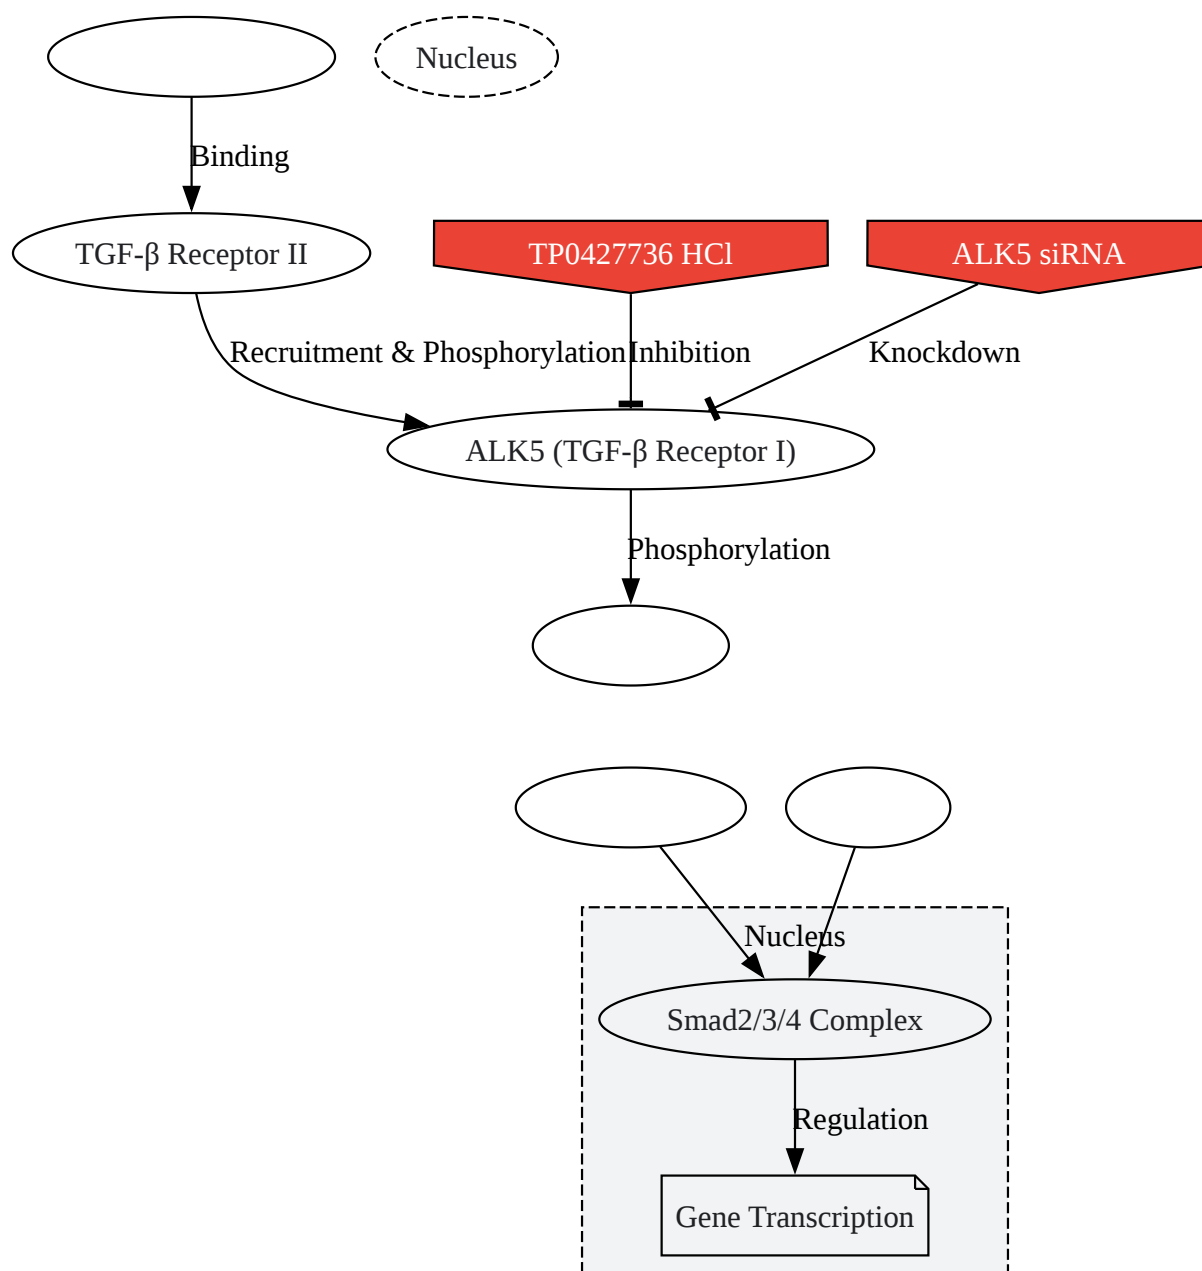 Nucleus
Binding
TGF-β Receptor II
TP0427736 HCl
ALK5 siRNA
Recruitment & Phosphorylation
Inhibition
Knockdown
ALK5 (TGF-β Receptor I)
Phosphorylation
Nucleus
Smad2/3/4 Complex
Regulation
Gene Transcription